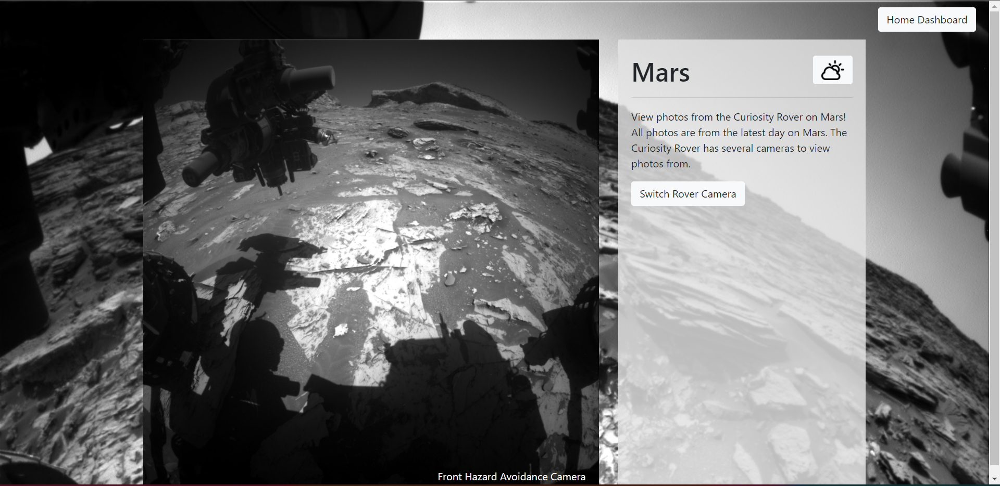 Home Dashboard
Mars
View photos from the Curiosity Rover on Mars!
All photos are from the latest day on Mars. The
Curiosity Rover has several cameras to view
photos from.
Switch Rover Camera
Front Hazard Avoidance Camera